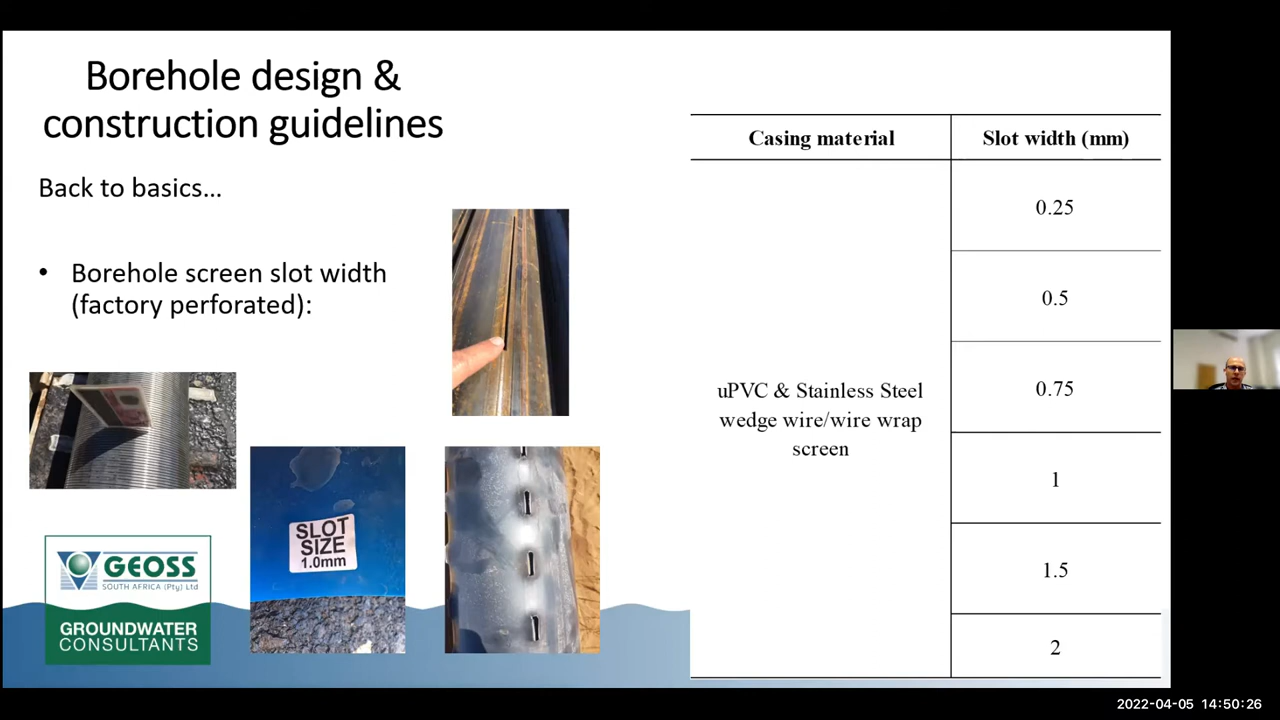 Borehole design &
construction guidelines
Back to basics...
• Borehole screen slot width
(factory perforated):
SLOT
SIZE
1.0mm
GEOSS
SOUTH AFRICA (Pty) Ltd
GROUNDWATER
CONSULTANTS
Casing material
Slot width (mm)
uPVC & Stainless Steel
wedge wire/wire wrap
screen
0.25
0.5
0.75
1
1.5
2
2022-04-05 14:50:26